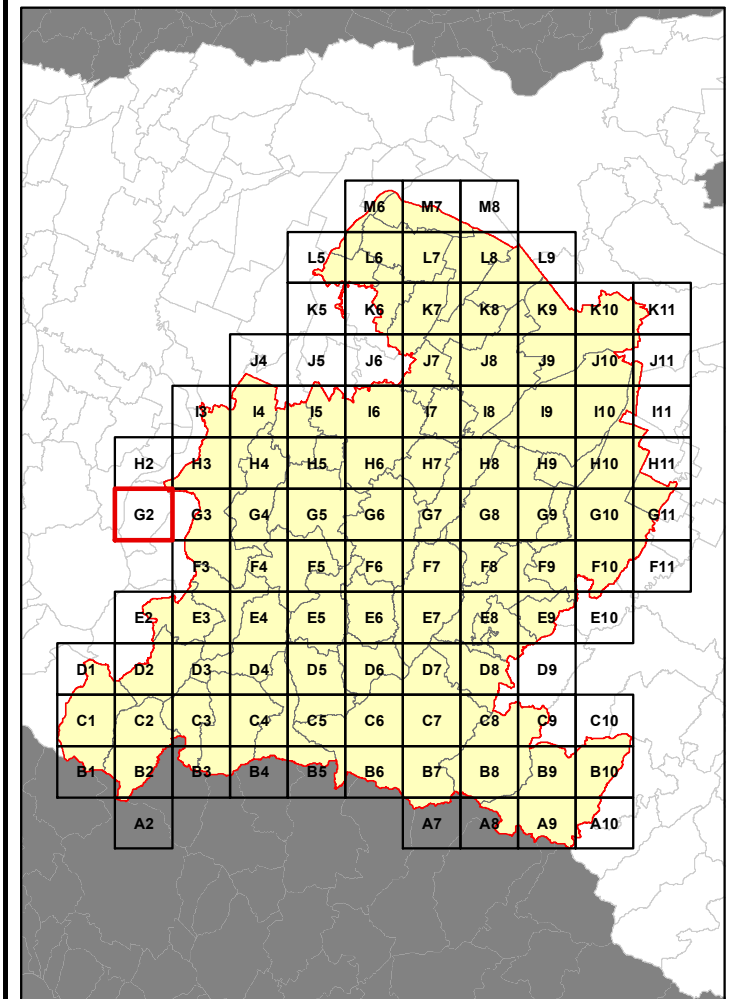 M6 M7 M8
L5 L6 L7 L8 L9
K5 K6 K7 K8 K9 K10 K11
J4 J5 J6 J7 J8 J9 J10 J11
I3 I4 I5 I6 I7 I8 I9 I10 I11
H2 H3 H4 H5 H6 H7 H8 H9 H10 H11
G2 G3 G4 G5 G6 G7 G8 G9 G10 G11
F3 F4 F5 F6 F7 F8 F9 F10 F11
E2 E3 E4 E5 E6 E7 E8 E9 E10
D1 D2 D3 D4 D5 D6 D7 D8 D9
C1 C2 C3 C4 C5 C6 C7 C8 C9 C10
B1 B2 B3 B4 B5 B6 B7 B8 B9 B10
A2 A7 A8 A9 A10